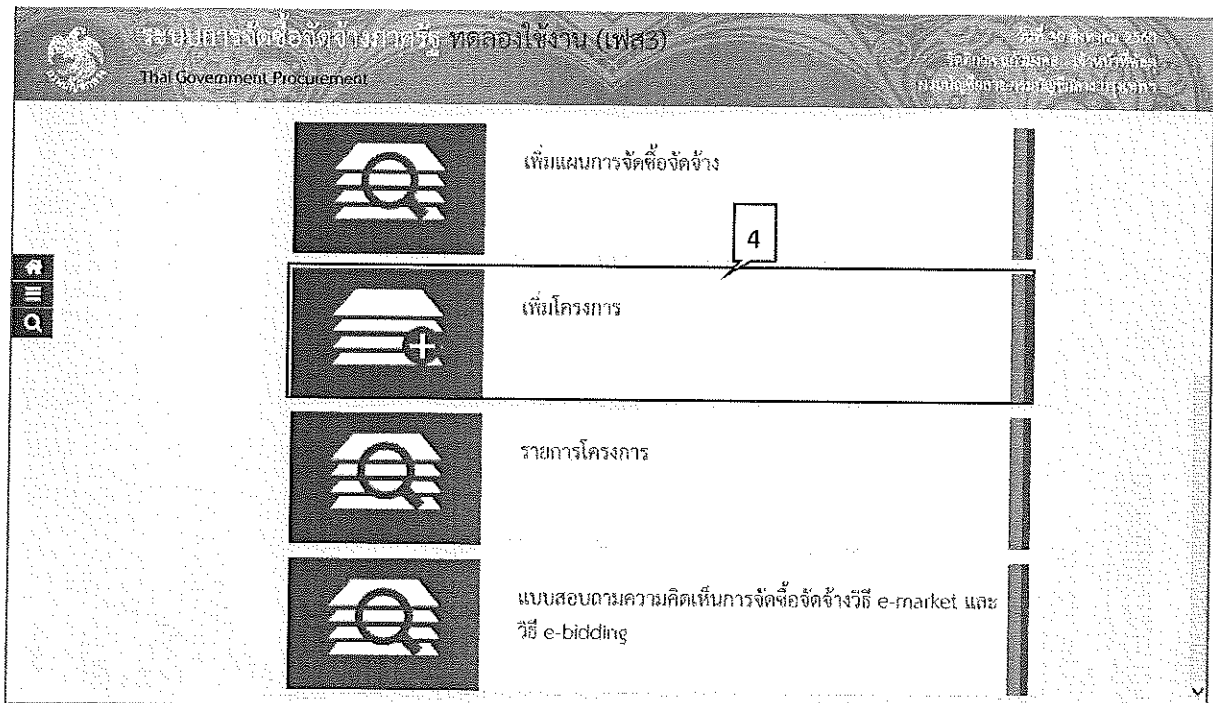 ระบบการจัดซื้อจัดจ้างภาครัฐ ทดลองใช้งาน (เฟส3)
Thai Government Procurement
เพิ่มแผนการจัดซื้อจัดจ้าง
4
เพิ่มโครงการ
รายการโครงการ
แบบสอบถามความคิดเห็นการจัดซื้อจัดจ้างวิธี e-market และ
วิธี e-bidding